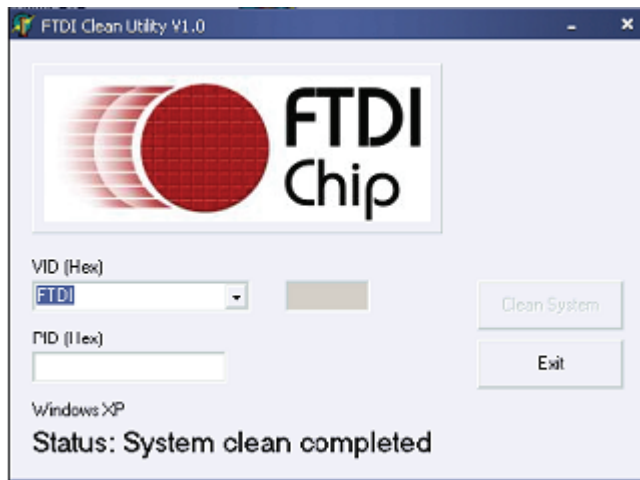 FTDI Clean Utility V1.0
FTDI
Chip
VID (Hex)
FTDI
Clean System
PID (Hex)
Exit
Windows XP
Status: System clean completed